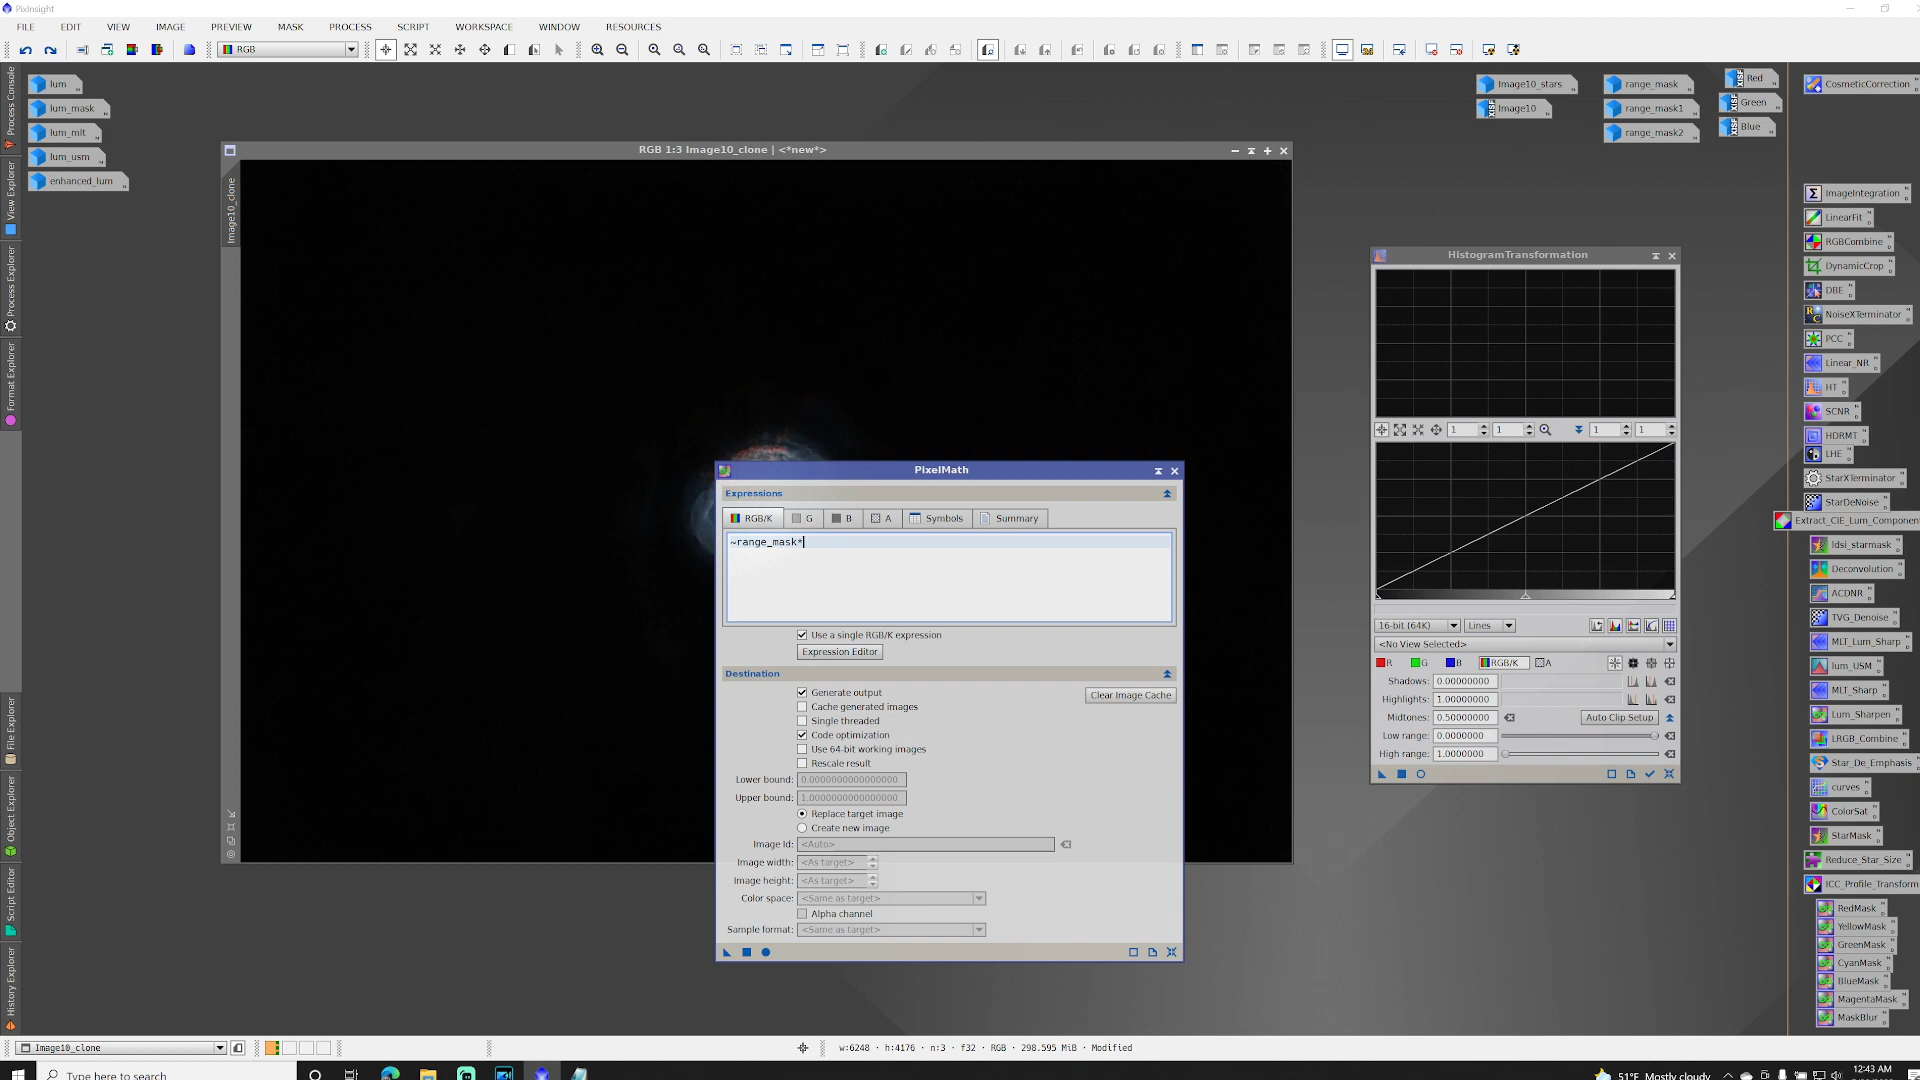 PixInsight
FILE EDIT VIEW IMAGE PREVIEW MASK PROCESS SCRIPT WORKSPACE WINDOW RESOURCES
RGB
Process Console
View Explorer
Process Explorer
Format Explorer
File Explorer
Object Explorer
Script Editor
History Explorer
lum
lum_mask
lum_mlt
lum_usm
enhanced_lum
Image10_stars
Image10
range_mask
range_mask1
range_mask2
Red
Green
Blue
RGB 1:3 Image10_clone | <*new*>
Image10_clone
PixelMath
Expressions
RGB/K G B A Symbols Summary
~range_mask*
Use a single RGB/K expression
Expression Editor
Destination
Generate output
Clear Image Cache
Cache generated images
Single threaded
Code optimization
Use 64-bit working images
Rescale result
Lower bound: 0.0000000000000000
Upper bound: 1.0000000000000000
Replace target image
Create new image
Image Id: <Auto>
Image width: <As target>
Image height: <As target>
Color space: <Same as target>
Alpha channel
Sample format: <Same as target>
HistogramTransformation
1 1 1 1
16-bit (64K) Lines
<No View Selected>
R G B RGB/K A
Shadows: 0.00000000
Highlights: 1.00000000
Midtones: 0.50000000 Auto Clip Setup
Low range: 0.0000000
High range: 1.0000000
CosmeticCorrection
ImageIntegration
LinearFit
RGBCombine
DynamicCrop
DBE
NoiseXTerminator
PCC
Linear_NR
HT
SCNR
HDRMT
LHE
StarXTerminator
StarDeNoise
Extract_CIE_Lum_Component
ldsi_starmask
Deconvolution
ACDNR
TVG_Denoise
MLT_Lum_Sharp
lum_USM
MLT_Sharp
Lum_Sharpen
LRGB_Combine
Star_De_Emphasis
curves
ColorSat
StarMask
Reduce_Star_Size
ICC_Profile_Transform
RedMask
YellowMask
GreenMask
CyanMask
BlueMask
MagentaMask
MaskBlur
Image10_clone
w:6248 · h:4176 · n:3 · f32 · RGB · 298.595 MiB · Modified
Type here to search
51°F Mostly cloudy
12:43 AM